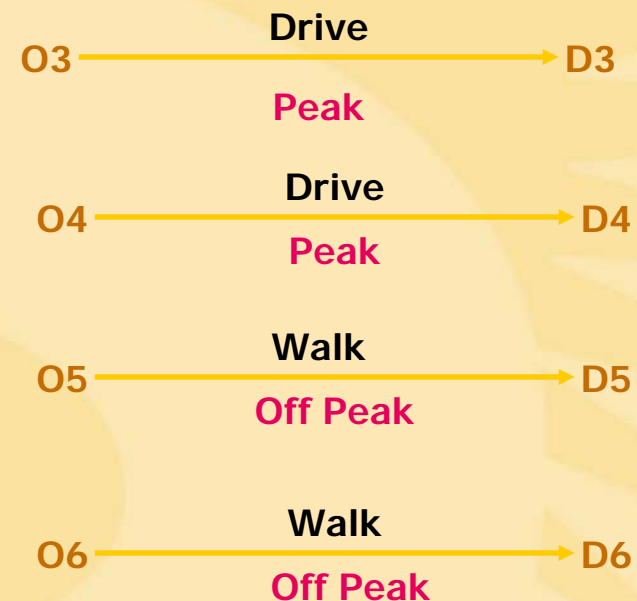 Drive
O3 D3
Peak
Drive
O4 D4
Peak
Walk
O5 D5
Off Peak
Walk
O6 D6
Off Peak